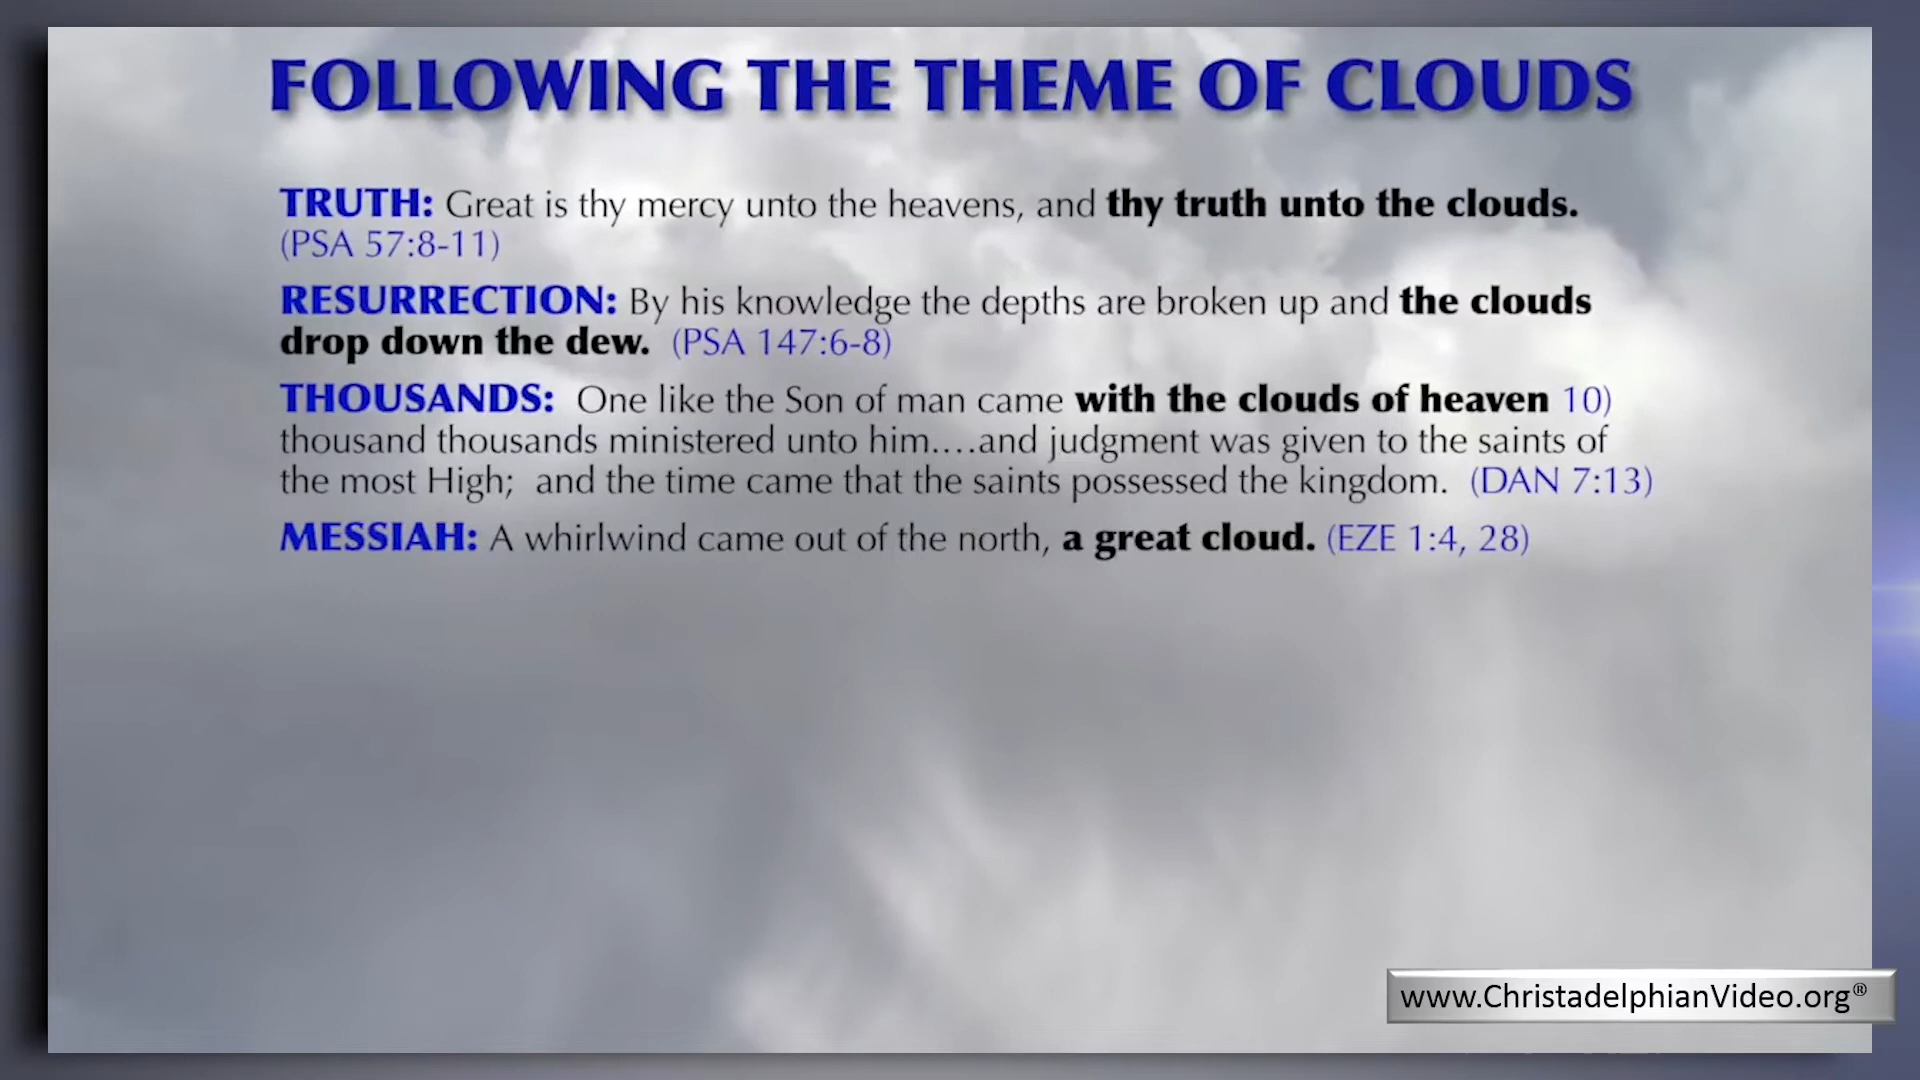 FOLLOWING THE THEME OF CLOUDS
TRUTH: Great is thy mercy unto the heavens, and thy truth unto the clouds.
(PSA 57:8-11)
RESURRECTION: By his knowledge the depths are broken up and the clouds
drop down the dew. (PSA 147:6-8)
THOUSANDS: One like the Son of man came with the clouds of heaven 10)
thousand thousands ministered unto him....and judgment was given to the saints of
the most High; and the time came that the saints possessed the kingdom. (DAN 7:13)
MESSIAH: A whirlwind came out of the north, a great cloud. (EZE 1:4, 28)
www.ChristadelphianVideo.org®